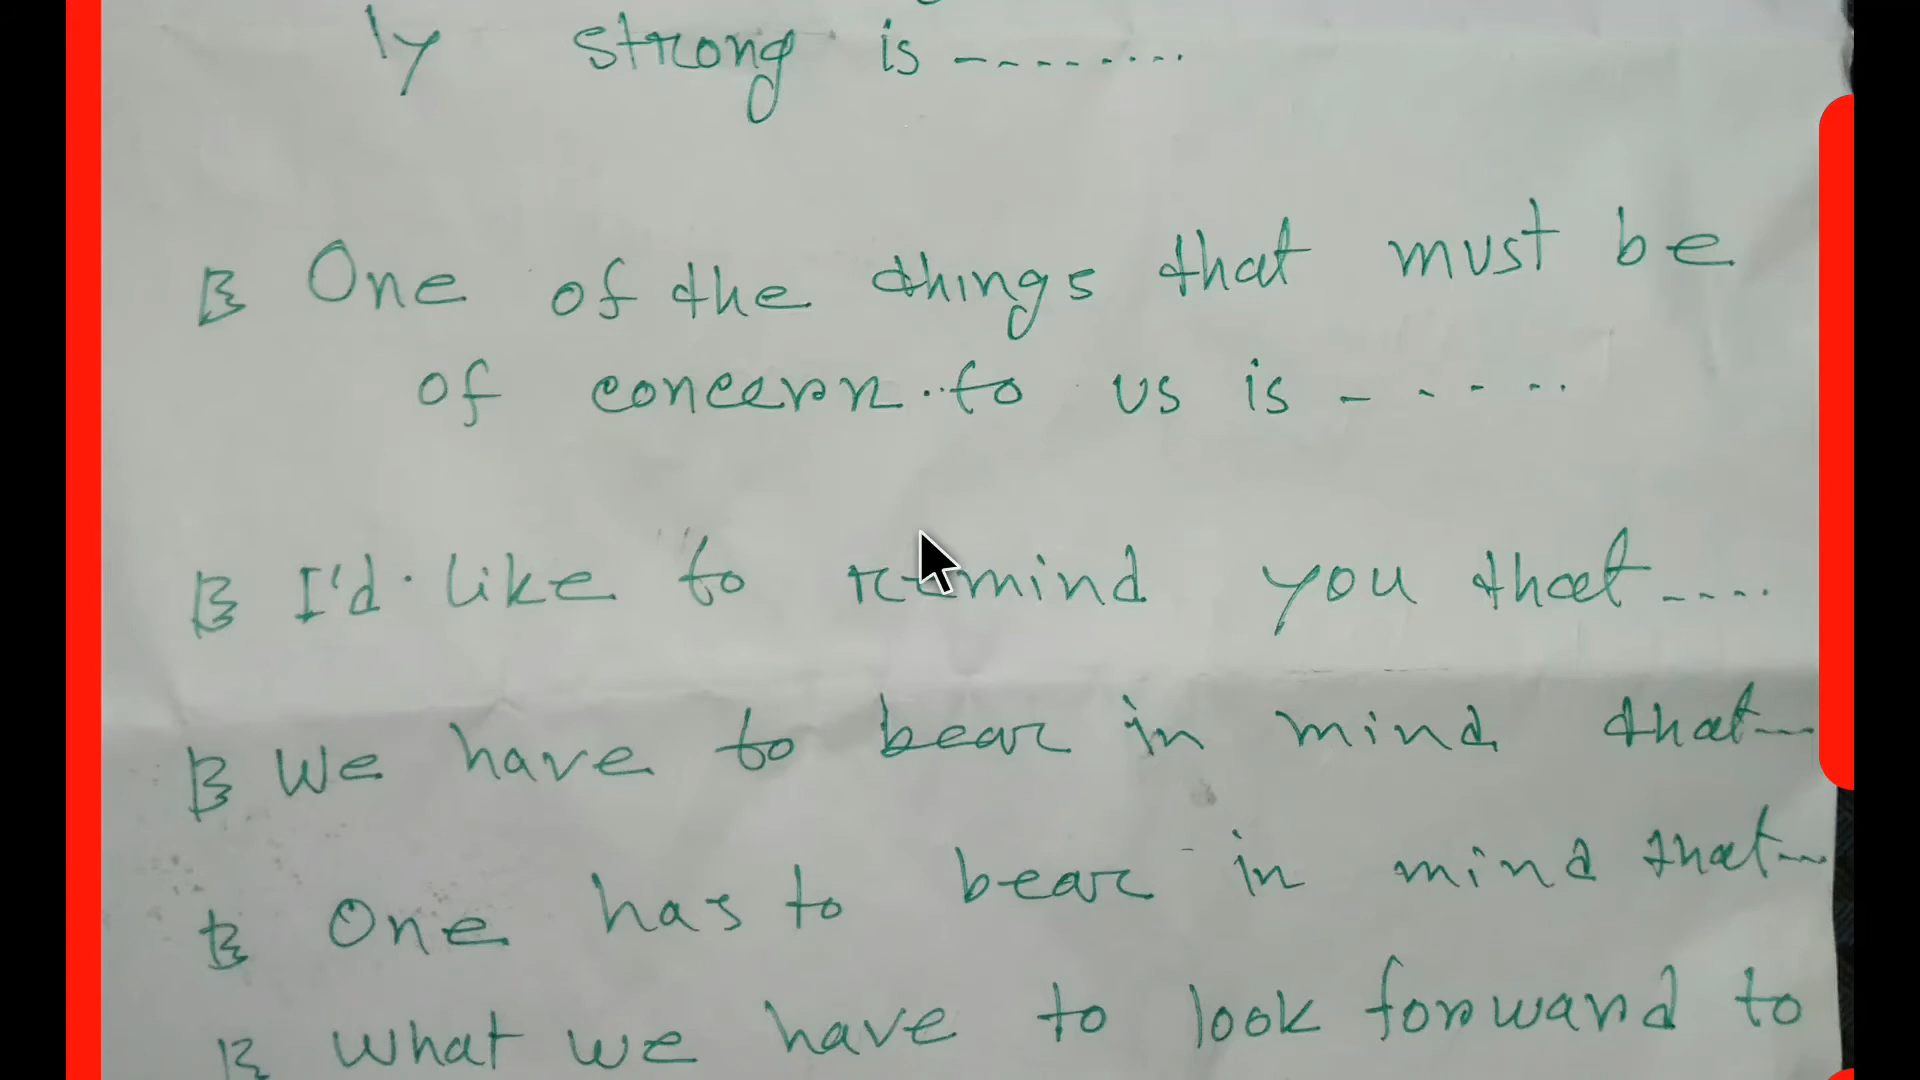 ly strong is --------
One of the things that must be
of concern to us is -----
I'd like to remind you that ----
We have to bear in mind that---
One has to bear in mind that---
What we have to look forward to